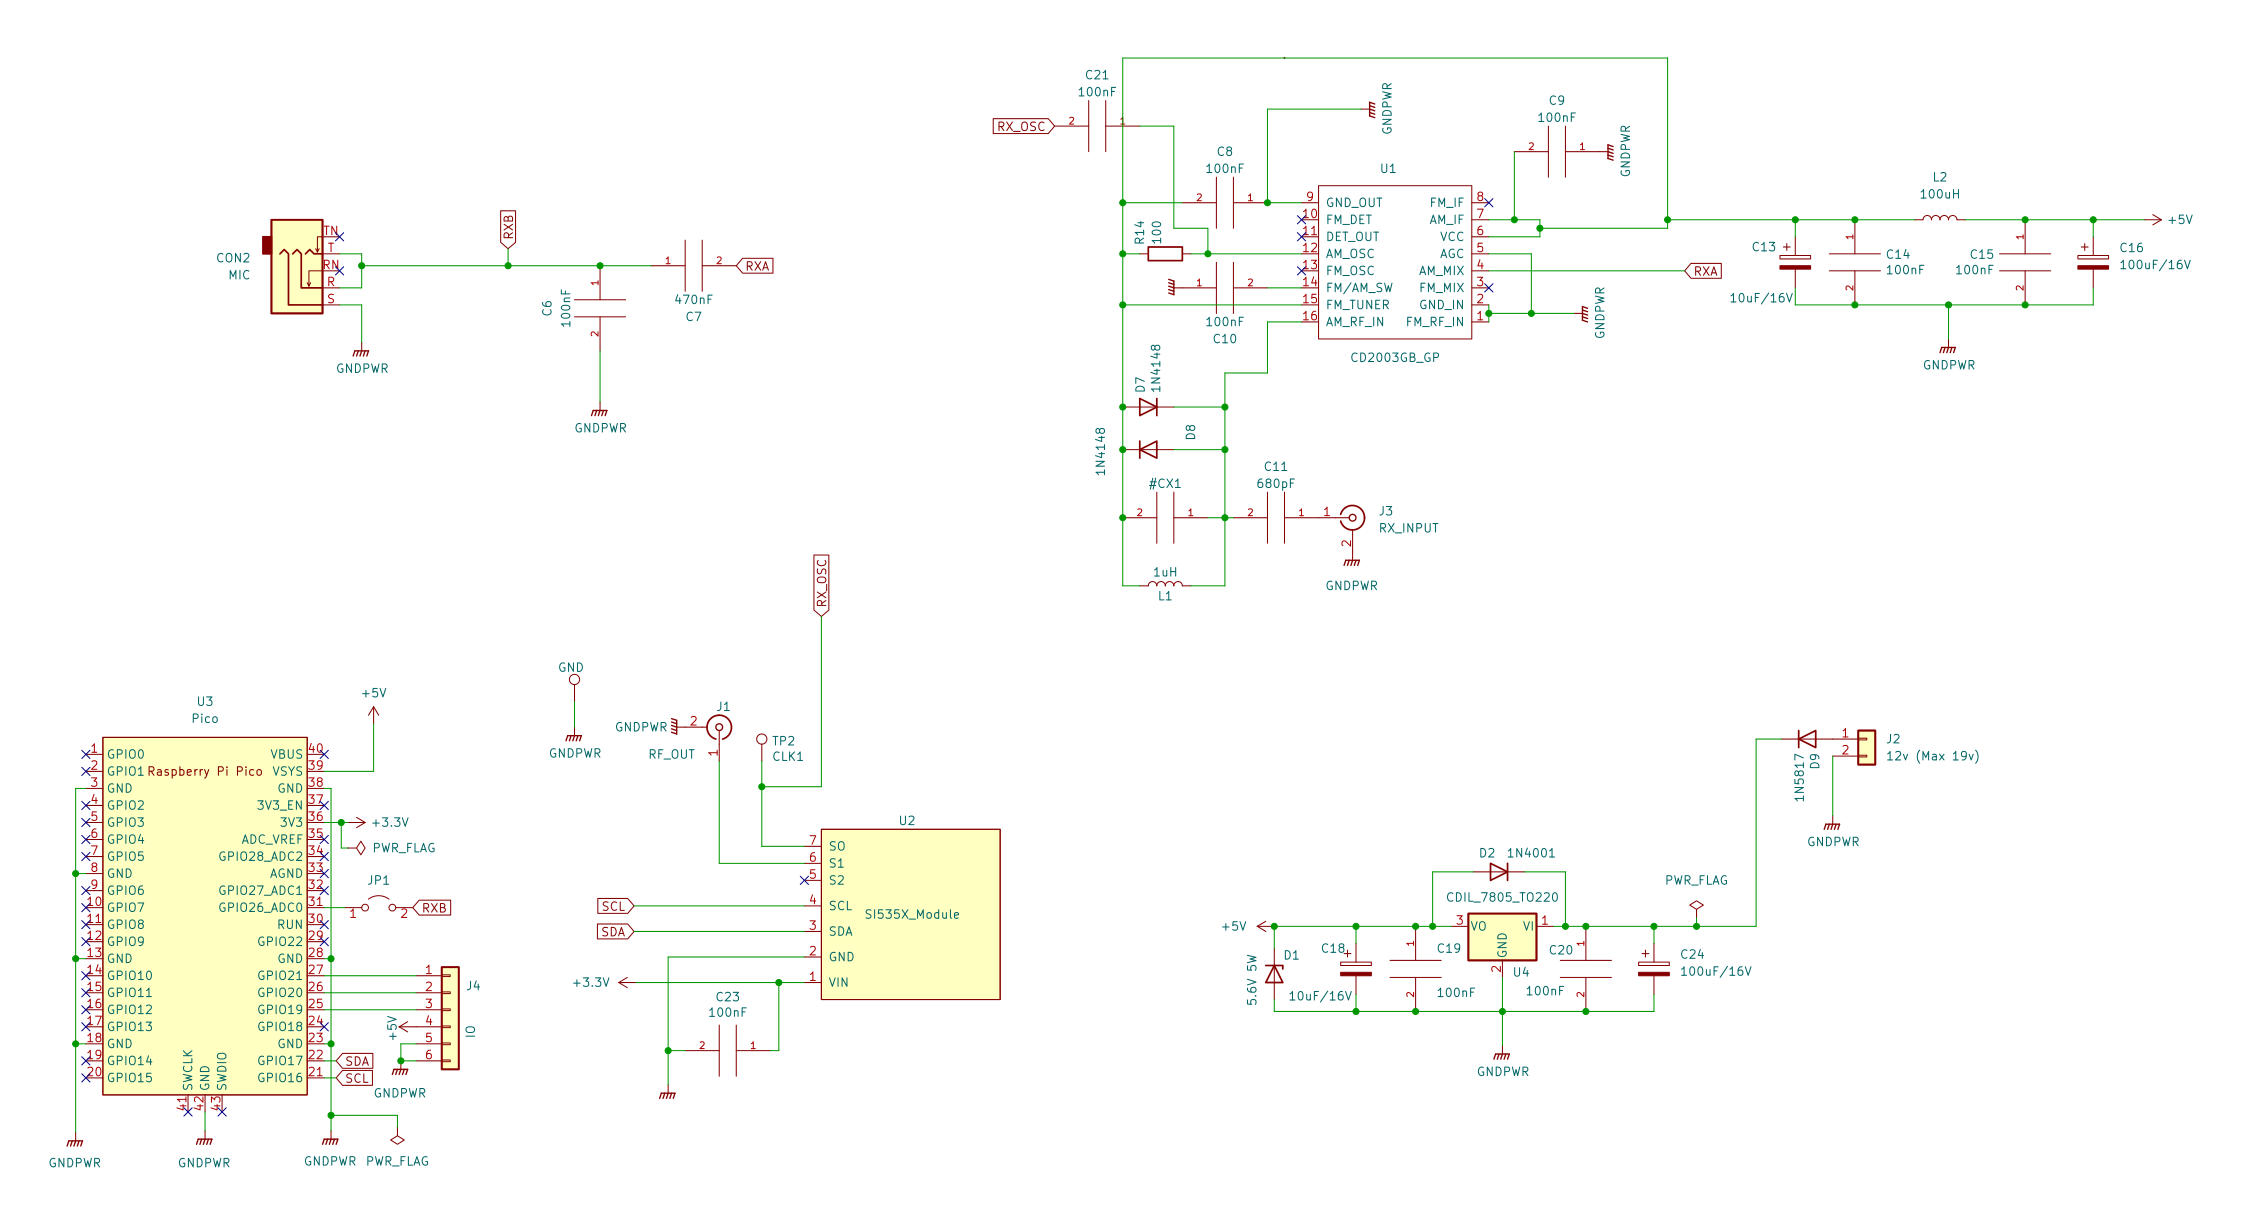 C21
100nF
RX_OSC
2
1
C8
100nF
2
1
GNDPWR
R14
100
C9
100nF
2
1
GNDPWR
U1
9 GND_OUT FM_IF 8
10 FM_DET AM_IF 7
11 DET_OUT VCC 6
12 AM_OSC AGC 5
13 FM_OSC AM_MIX 4
14 FM/AM_SW FM_MIX 3
15 FM_TUNER GND_IN 2
16 AM_RF_IN FM_RF_IN 1
CD2003GB_GP
1
2
100nF
C10
RXA
GNDPWR
L2
100uH
+5V
C13
+
10uF/16V
C14
100nF
1
2
C15
100nF
1
2
C16
100uF/16V
+
GNDPWR
D7
1N4148
D8
1N4148
#CX1
2
1
C11
680pF
2
1
1
2
J3
RX_INPUT
GNDPWR
1uH
L1
CON2
MIC
TN
T
RN
R
S
GNDPWR
RXB
C6
100nF
1
2
GNDPWR
1
2
470nF
C7
RXA
U3
Pico
Raspberry Pi Pico
1 GPIO0 VBUS 40
2 GPIO1 VSYS 39
3 GND GND 38
4 GPIO2 3V3_EN 37
5 GPIO3 3V3 36
6 GPIO4 ADC_VREF 35
7 GPIO5 GPIO28_ADC2 34
8 GND AGND 33
9 GPIO6 GPIO27_ADC1 32
10 GPIO7 GPIO26_ADC0 31
11 GPIO8 RUN 30
12 GPIO9 GPIO22 29
13 GND GND 28
14 GPIO10 GPIO21 27
15 GPIO11 GPIO20 26
16 GPIO12 GPIO19 25
17 GPIO13 GPIO18 24
18 GND GND 23
19 GPIO14 GPIO17 22
20 GPIO15 GPIO16 21
SWCLK GND SWDIO
41 42 43
GNDPWR
GNDPWR
GNDPWR
PWR_FLAG
+5V
+3.3V
PWR_FLAG
JP1
1
2
RXB
1
2
3
4
5
6
J4
IO
+5V
SDA
SCL
GNDPWR
GND
GNDPWR
RX_OSC
GNDPWR
2
1
J1
RF_OUT
TP2
CLK1
U2
7 SO
6 S1
5 S2
4 SCL
3 SDA
2 GND
1 VIN
SI535X_Module
SCL
SDA
+3.3V
C23
100nF
2
1
J2
12v (Max 19v)
1
2
1N5817
D9
GNDPWR
D2 1N4001
CDIL_7805_TO220
3 VO VI 1
GND
2
U4
PWR_FLAG
+5V
D1
5.6V 5W
C18
+
10uF/16V
C19
100nF
1
2
C20
100nF
1
2
C24
100uF/16V
+
GNDPWR